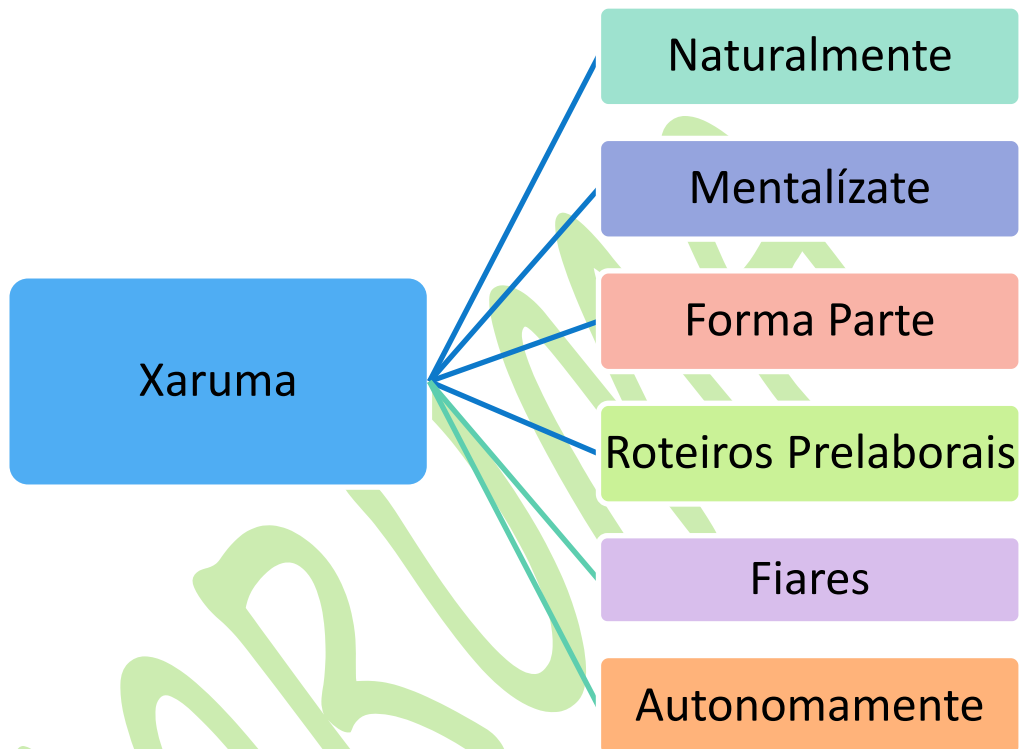 Naturalmente
Mentalízate
Forma Parte
Xaruma
Roteiros Prelaborais
Fiares
Autonomamente